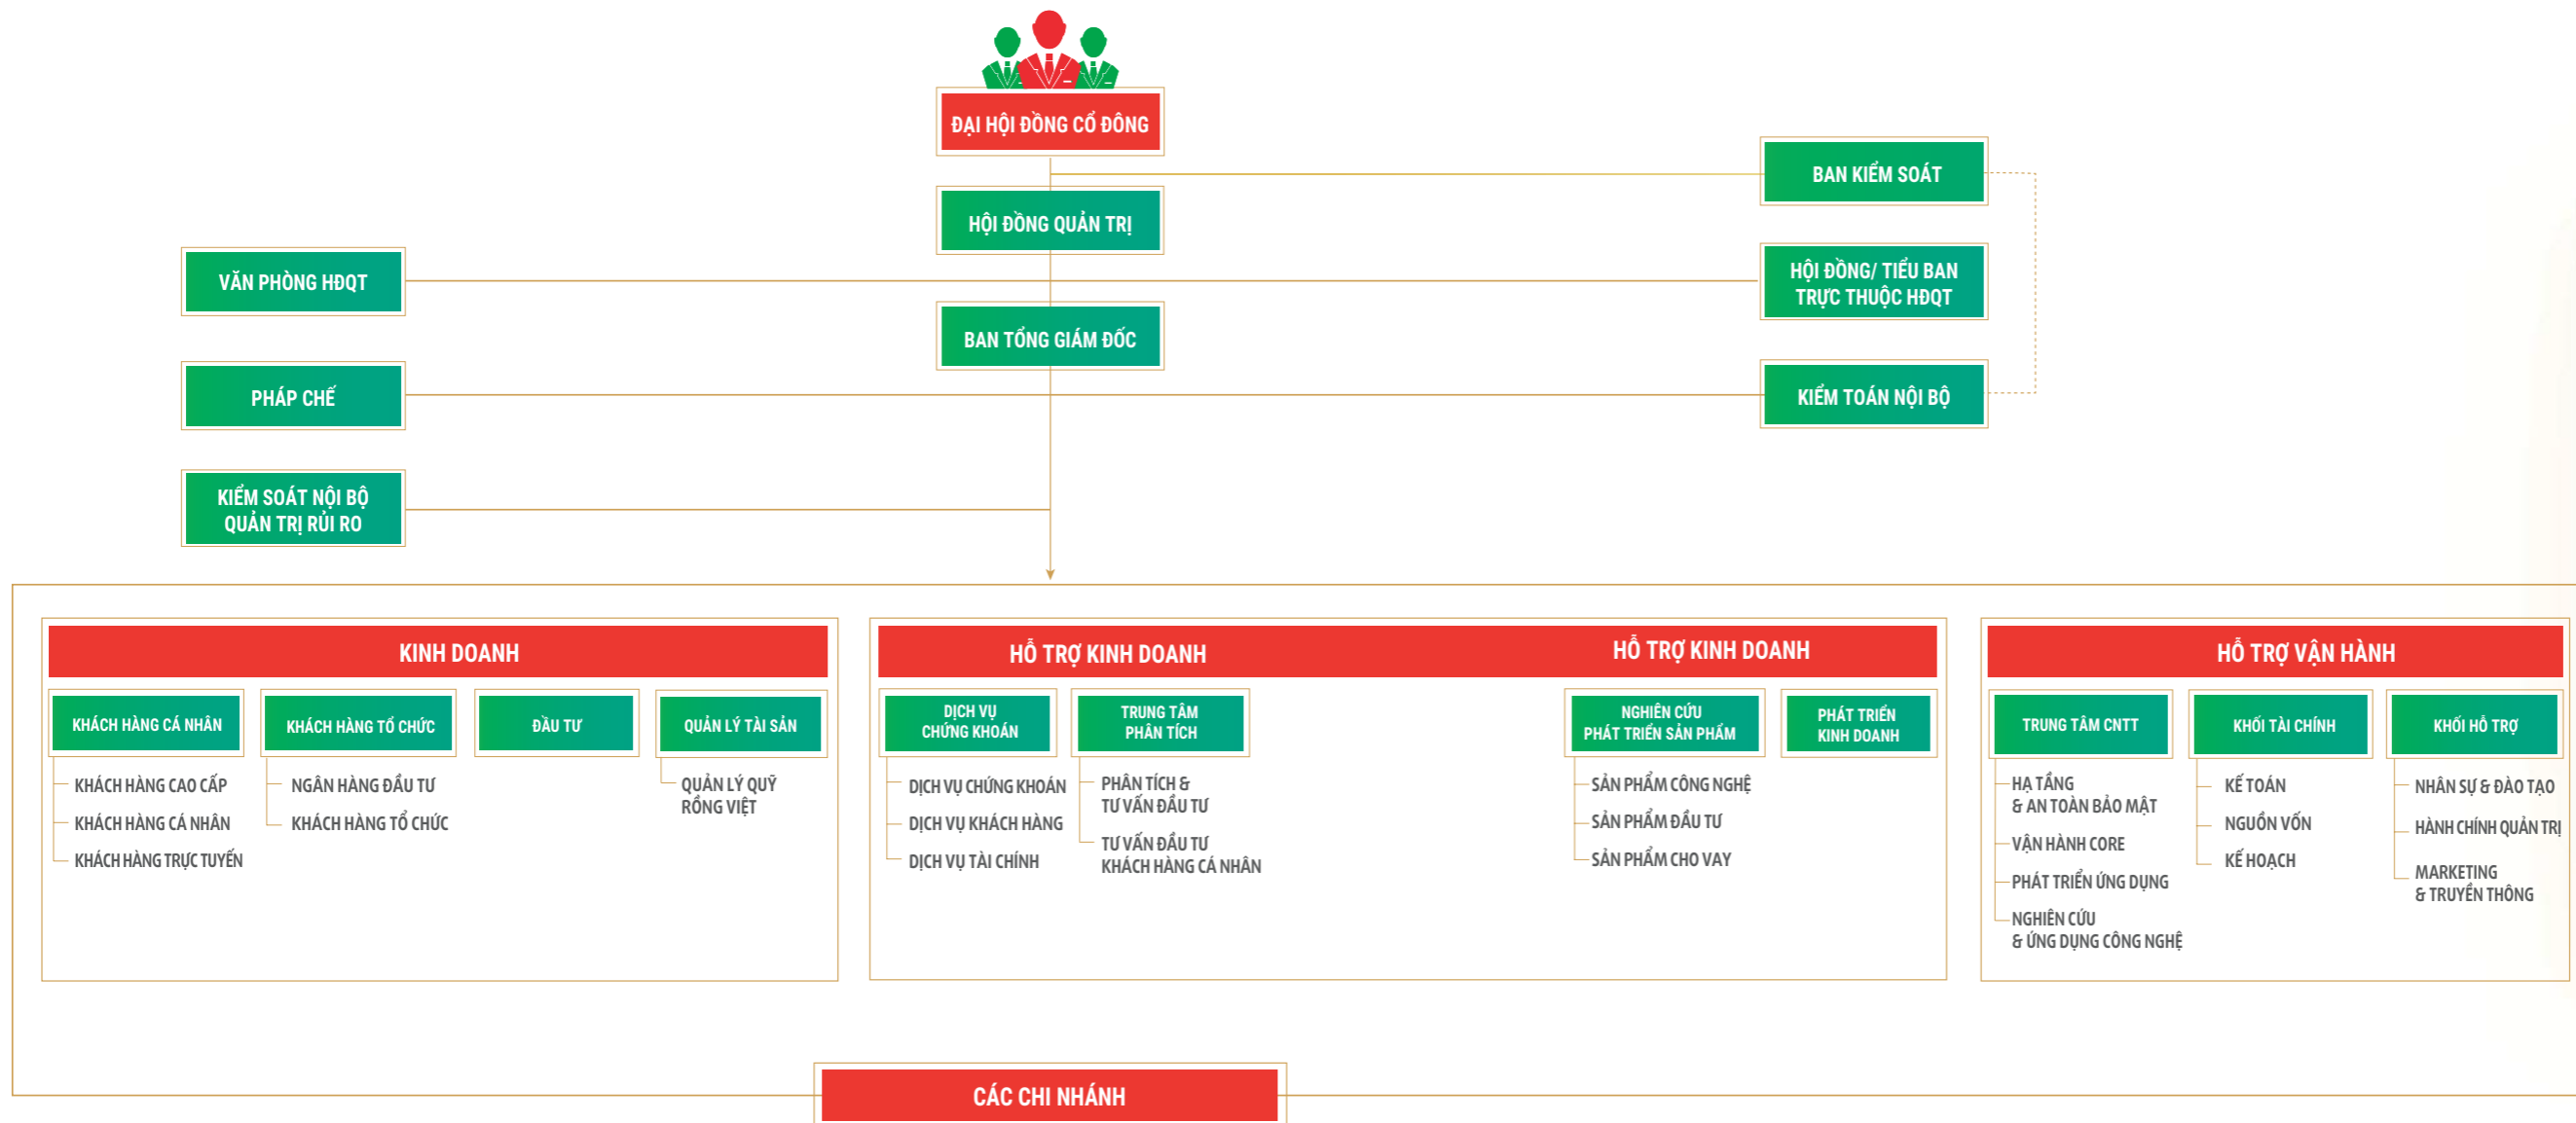 ĐẠI HỘI ĐỒNG CỔ ĐÔNG
BAN KIỂM SOÁT
HỘI ĐỒNG QUẢN TRỊ
VĂN PHÒNG HĐQT
HỘI ĐỒNG/ TIỂU BAN
TRỰC THUỘC HĐQT
BAN TỔNG GIÁM ĐỐC
PHÁP CHẾ
KIỂM TOÁN NỘI BỘ
KIỂM SOÁT NỘI BỘ
QUẢN TRỊ RỦI RO
KINH DOANH
KHÁCH HÀNG CÁ NHÂN
KHÁCH HÀNG CAO CẤP
KHÁCH HÀNG CÁ NHÂN
KHÁCH HÀNG TRỰC TUYẾN
KHÁCH HÀNG TỔ CHỨC
NGÂN HÀNG ĐẦU TƯ
KHÁCH HÀNG TỔ CHỨC
ĐẦU TƯ
QUẢN LÝ TÀI SẢN
QUẢN LÝ QUỸ
RỒNG VIỆT
HỖ TRỢ KINH DOANH
DỊCH VỤ
CHỨNG KHOÁN
DỊCH VỤ CHỨNG KHOÁN
DỊCH VỤ KHÁCH HÀNG
DỊCH VỤ TÀI CHÍNH
TRUNG TÂM
PHÂN TÍCH
PHÂN TÍCH &
TƯ VẤN ĐẦU TƯ
TƯ VẤN ĐẦU TƯ
KHÁCH HÀNG CÁ NHÂN
HỖ TRỢ KINH DOANH
NGHIÊN CỨU
PHÁT TRIỂN SẢN PHẨM
SẢN PHẨM CÔNG NGHỆ
SẢN PHẨM ĐẦU TƯ
SẢN PHẨM CHO VAY
PHÁT TRIỂN
KINH DOANH
HỖ TRỢ VẬN HÀNH
TRUNG TÂM CNTT
HẠ TẦNG
& AN TOÀN BẢO MẬT
VẬN HÀNH CORE
PHÁT TRIỂN ỨNG DỤNG
NGHIÊN CỨU
& ỨNG DỤNG CÔNG NGHỆ
KHỐI TÀI CHÍNH
KẾ TOÁN
NGUỒN VỐN
KẾ HOẠCH
KHỐI HỖ TRỢ
NHÂN SỰ & ĐÀO TẠO
HÀNH CHÍNH QUẢN TRỊ
MARKETING
& TRUYỀN THÔNG
CÁC CHI NHÁNH